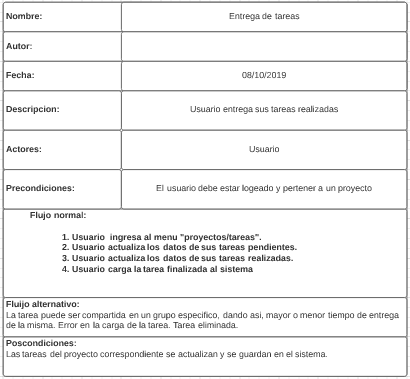 Nombre: Entrega de tareas
Autor:
Fecha: 08/10/2019
Descripcion: Usuario entrega sus tareas realizadas
Actores: Usuario
Precondiciones: El usuario debe estar logeado y pertener a un proyecto
Flujo normal:
1. Usuario ingresa al menu "proyectos/tareas".
2. Usuario actualiza los datos de sus tareas pendientes.
3. Usuario actualiza los datos de sus tareas realizadas.
4. Usuario carga la tarea finalizada al sistema
Fluijo alternativo:
La tarea puede ser compartida en un grupo especifico, dando asi, mayor o menor tiempo de entrega
de la misma. Error en la carga de la tarea. Tarea eliminada.
Poscondiciones:
Las tareas del proyecto correspondiente se actualizan y se guardan en el sistema.